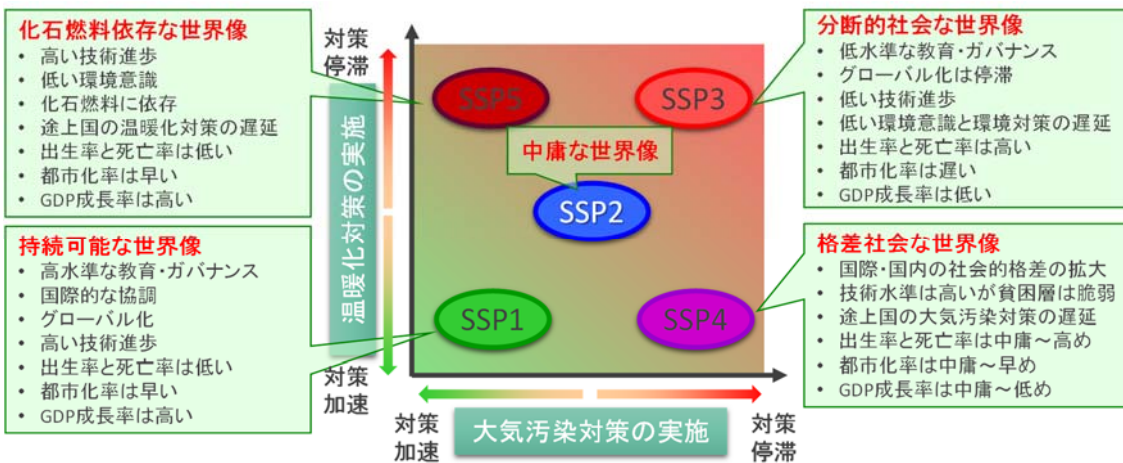 化石燃料依存な世界像
• 高い技術進歩
• 低い環境意識
• 化石燃料に依存
• 途上国の温暖化対策の遅延
• 出生率と死亡率は低い
• 都市化率は早い
• GDP成長率は高い
持続可能な世界像
• 高水準な教育・ガバナンス
• 国際的な協調
• グローバル化
• 高い技術進歩
• 出生率と死亡率は低い
• 都市化率は早い
• GDP成長率は高い
対策
停滞
温暖化対策の実施
対策
加速
SSP5
SSP3
中庸な世界像
SSP2
SSP1
SSP4
対策
加速
大気汚染対策の実施
対策
停滞
分断的社会な世界像
• 低水準な教育・ガバナンス
• グローバル化は停滞
• 低い技術進歩
• 低い環境意識と環境対策の遅延
• 出生率と死亡率は高い
• 都市化率は遅い
• GDP成長率は低い
格差社会な世界像
• 国際・国内の社会的格差の拡大
• 技術水準は高いが貧困層は脆弱
• 途上国の大気汚染対策の遅延
• 出生率と死亡率は中庸～高め
• 都市化率は中庸～早め
• GDP成長率は中庸～低め